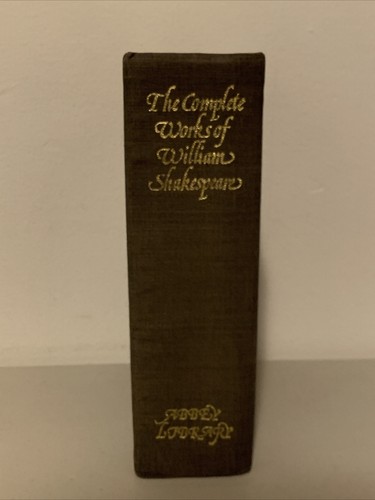 The Complete
Works of
William
Shakespeare
ABBEY
LIBRARY